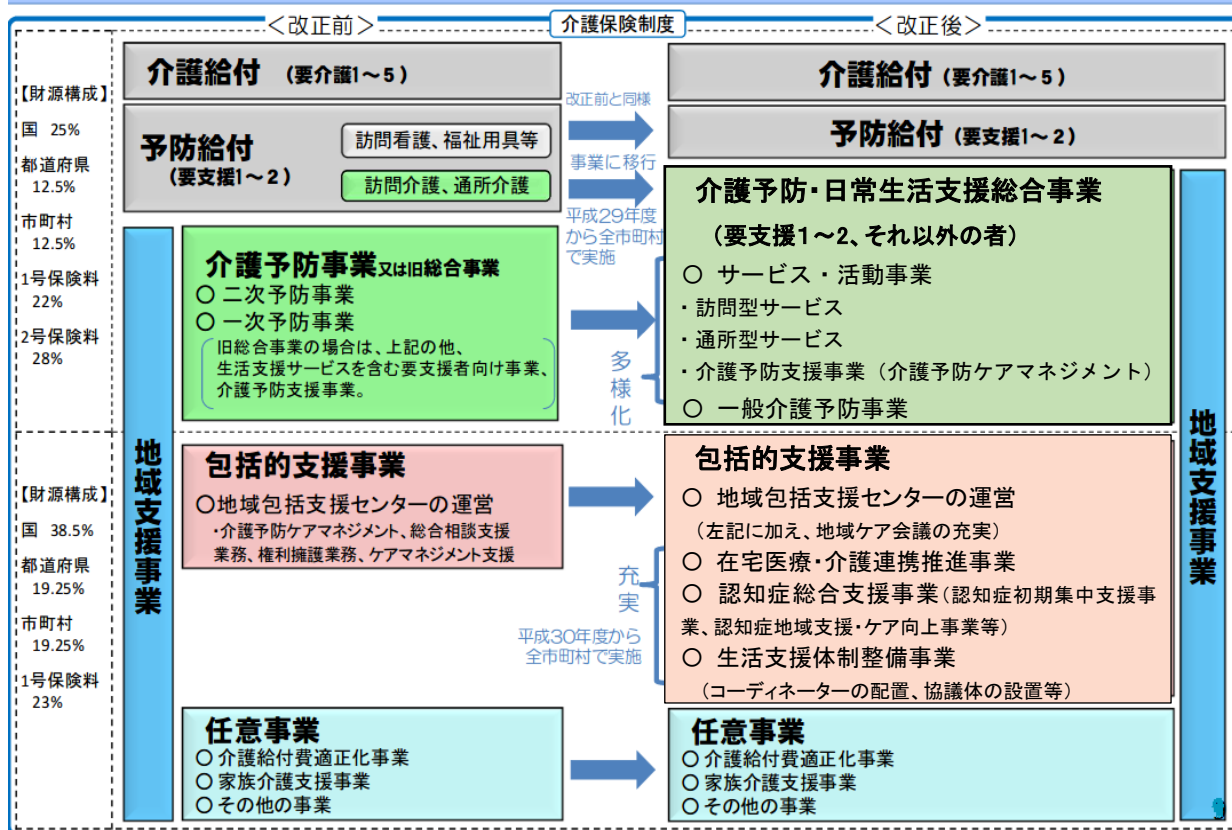 ＜改正前＞
介護保険制度
＜改正後＞
【財源構成】
国 25%
都道府県
12.5%
市町村
12.5%
1号保険料
22%
2号保険料
28%
介護給付 （要介護1～5）
予防給付
（要支援1～2）
訪問看護、福祉用具等
訪問介護、通所介護
改正前と同様
事業に移行
平成29年度
から全市町村
で実施
介護給付（要介護1～5）
予防給付（要支援1～2）
地域支援事業
介護予防事業又は旧総合事業
○ 二次予防事業
○ 一次予防事業
旧総合事業の場合は、上記の他、
生活支援サービスを含む要支援者向け事業、
介護予防支援事業。
多様化
介護予防・日常生活支援総合事業
（要支援1～2、それ以外の者）
○ サービス・活動事業
・訪問型サービス
・通所型サービス
・介護予防支援事業（介護予防ケアマネジメント）
○ 一般介護予防事業
地域支援事業
【財源構成】
国 38.5%
都道府県
19.25%
市町村
19.25%
1号保険料
23%
包括的支援事業
○地域包括支援センターの運営
・介護予防ケアマネジメント、総合相談支援
業務、権利擁護業務、ケアマネジメント支援
充実
平成30年度から
全市町村で実施
包括的支援事業
○ 地域包括支援センターの運営
（左記に加え、地域ケア会議の充実）
○ 在宅医療・介護連携推進事業
○ 認知症総合支援事業（認知症初期集中支援事
業、認知症地域支援・ケア向上事業等）
○ 生活支援体制整備事業
（コーディネーターの配置、協議体の設置等）
任意事業
○ 介護給付費適正化事業
○ 家族介護支援事業
○ その他の事業
任意事業
○ 介護給付費適正化事業
○ 家族介護支援事業
○ その他の事業